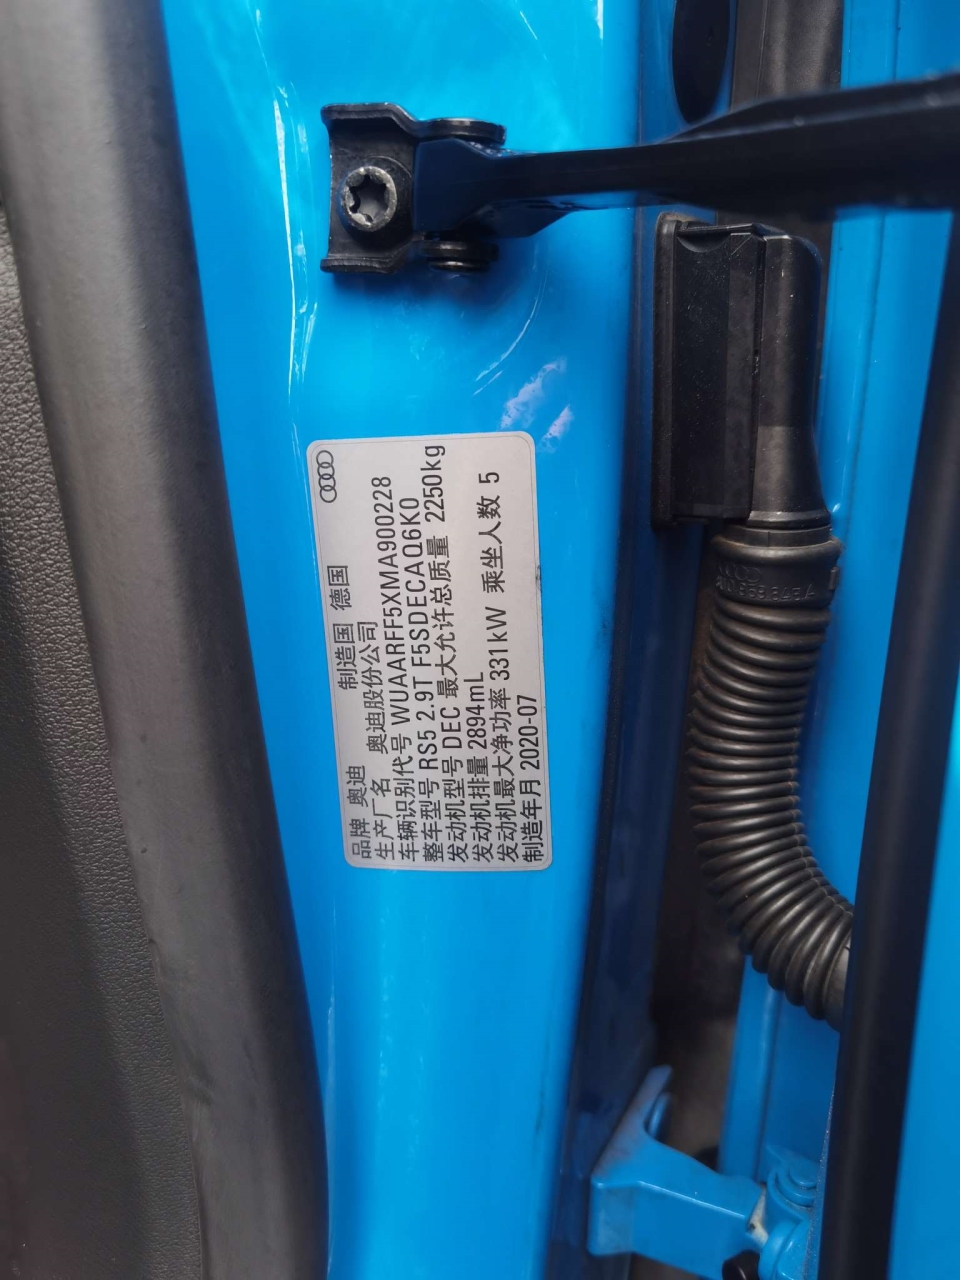 品牌 奥迪 制造国 德国
生产厂名 奥迪股份公司
车辆识别代号 WUAARFF5XMA900228
整车型号 RS5 2.9T F5SDECAQ6K0
发动机型号 DEC 最大允许总质量 2250kg
发动机排量 2894mL
发动机最大净功率 331kW 乘坐人数 5
制造年月 2020-07